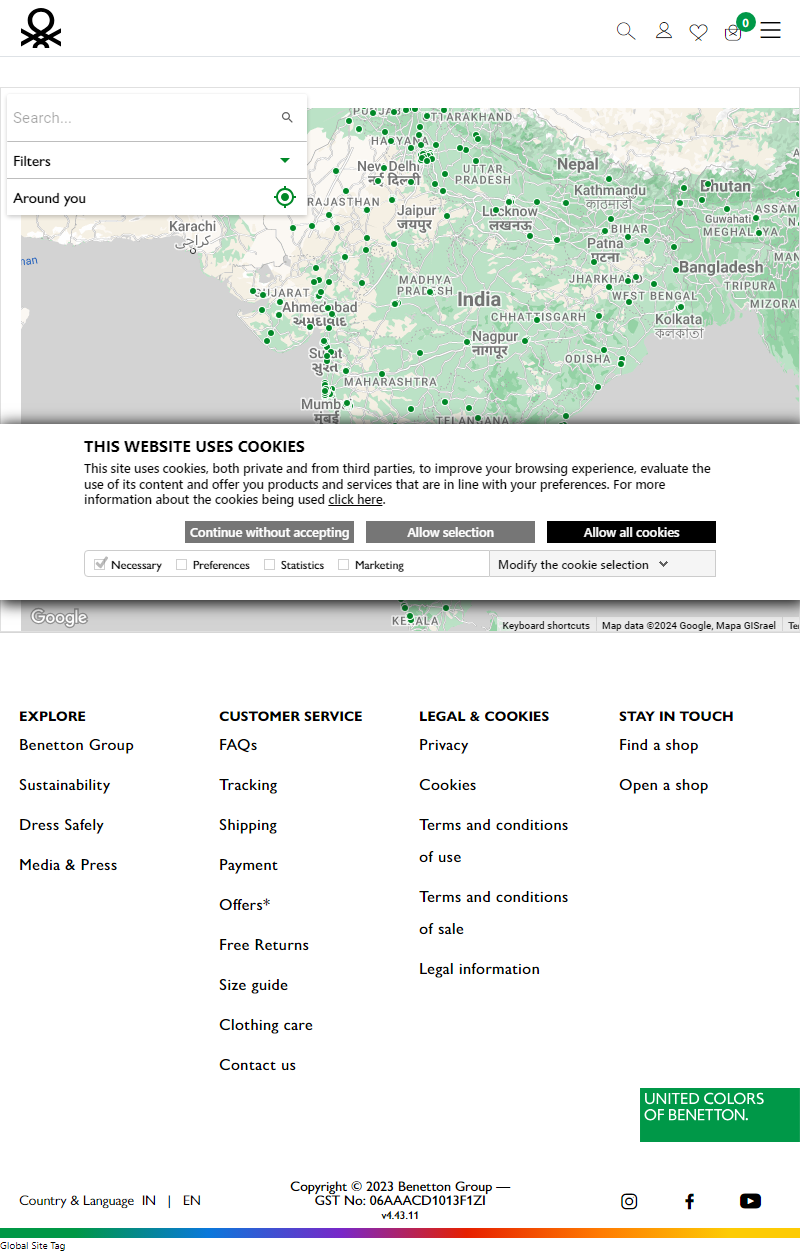 0
Search...
Filters
Around you
UTTARAKHAND
HARYANA
New Delhi
नई दिल्ली
UTTAR
PRADESH
Nepal
Kathmandu
काठमाडौं
Bhutan
RAJASTHAN
Jaipur
जयपुर
Lucknow
लखनऊ
ASSAM
Guwahati
Karachi
كراچى
BIHAR
Patna
पटना
MEGHALYA
Bangladesh
MADHYA
PRADESH
JHARKHAND
TRIPURA
GUJARAT
Ahmedabad
અમદાવાદ
India
WEST BENGAL
MIZORAM
CHHATTISGARH
Kolkata
কলকাতা
Nagpur
नागपूर
Surat
સુરત
ODISHA
MAHARASHTRA
Mumbai
मुंबई
TELANGANA
THIS WEBSITE USES COOKIES
This site uses cookies, both private and from third parties, to improve your browsing experience, evaluate the
use of its content and offer you products and services that are in line with your preferences. For more
information about the cookies being used click here.
Continue without accepting
Allow selection
Allow all cookies
Necessary
Preferences
Statistics
Marketing
Modify the cookie selection
KERALA
Google
Keyboard shortcuts
Map data ©2024 Google, Mapa GISrael
Ter
EXPLORE
Benetton Group
Sustainability
Dress Safely
Media & Press
CUSTOMER SERVICE
FAQs
Tracking
Shipping
Payment
Offers*
Free Returns
Size guide
Clothing care
Contact us
LEGAL & COOKIES
Privacy
Cookies
Terms and conditions
of use
Terms and conditions
of sale
Legal information
STAY IN TOUCH
Find a shop
Open a shop
UNITED COLORS
OF BENETTON.
Country & Language IN | EN
Copyright © 2023 Benetton Group —
GST No: 06AAACD1013F1ZI
v4.43.11
Global Site Tag